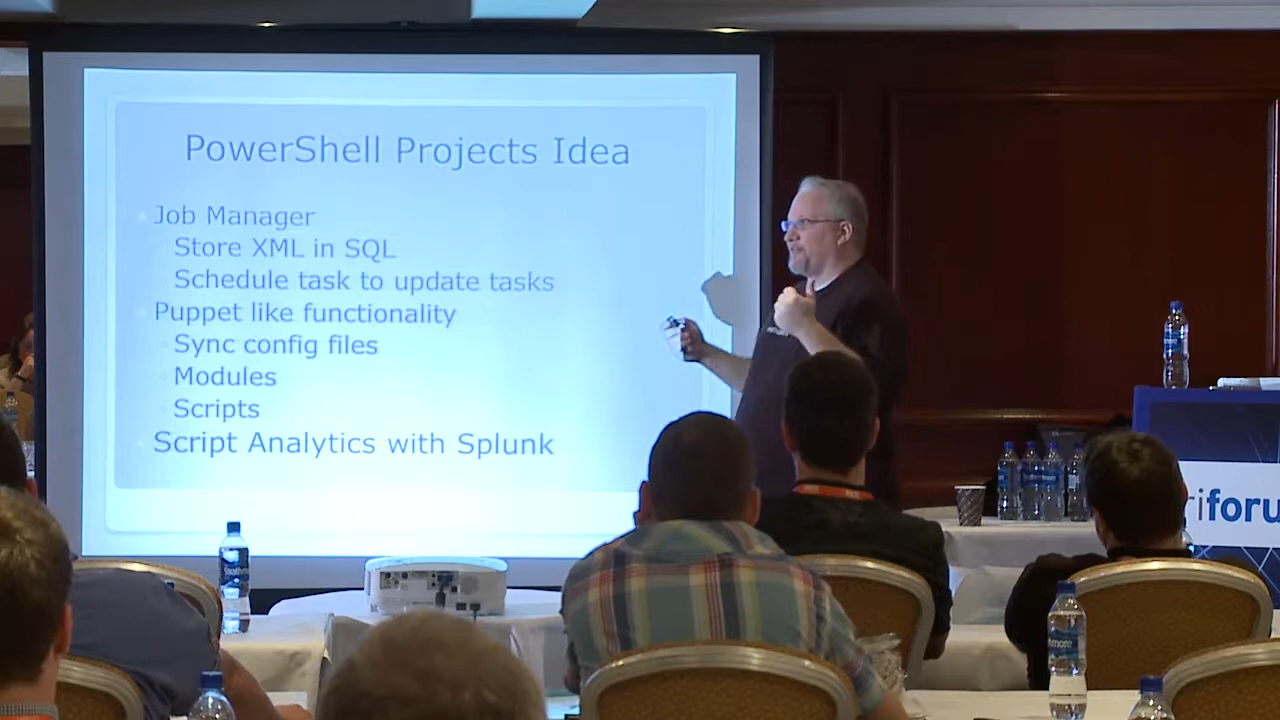 PowerShell Projects Idea
Job Manager
Store XML in SQL
Schedule task to update tasks
Puppet like functionality
Sync config files
Modules
Scripts
Script Analytics with Splunk
riforu